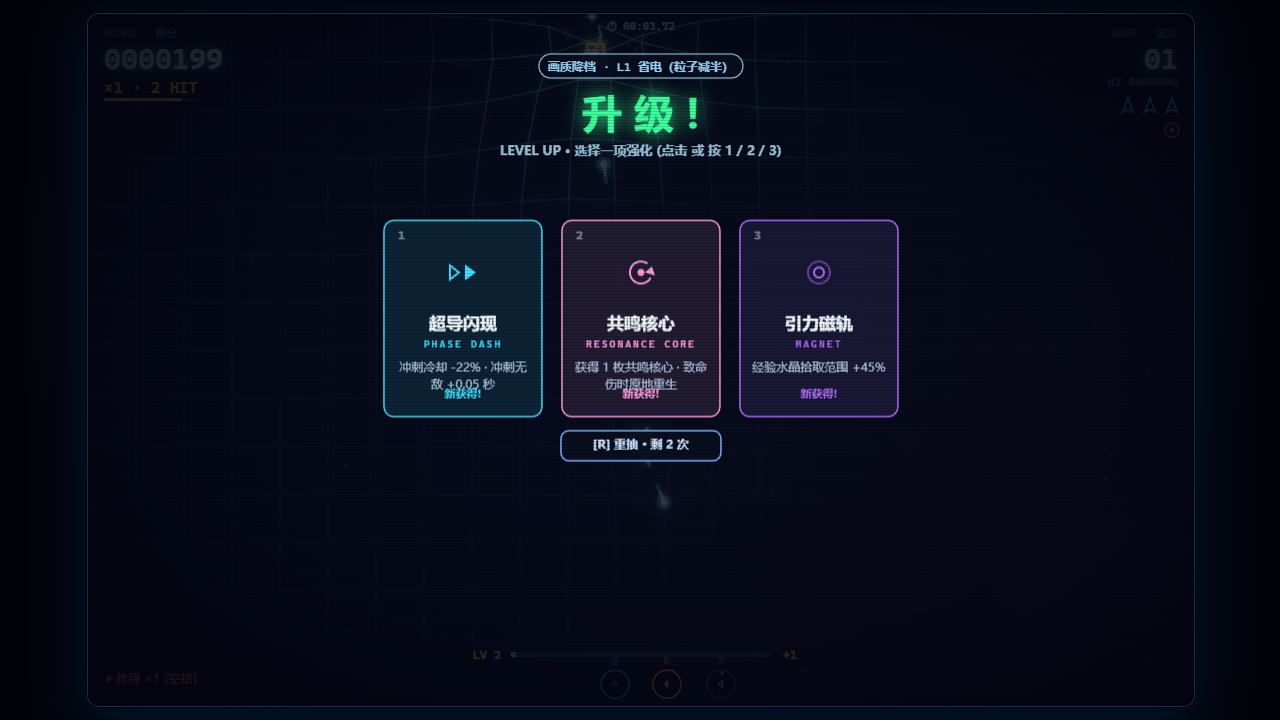 SCORE · 得分
0000199
×1 · 2 HIT
00:03.72
WAVE · 波次
01
HI 0000000
画质降档 · L1 省电 (粒子减半)
升级!
LEVEL UP • 选择一项强化 (点击 或 按 1 / 2 / 3)
1
超导闪现
PHASE DASH
冲刺冷却 -22% · 冲刺无
敌 +0.05 秒
新获得!
2
共鸣核心
RESONANCE CORE
获得 1 枚共鸣核心 · 致命
伤时原地重生
新获得!
3
引力磁轨
MAGNET
经验水晶拾取范围 +45%
新获得!
[R] 重抽 • 剩 2 次
LV 2
+1
Q
E
X
4
炸弹 ×1 [空格]